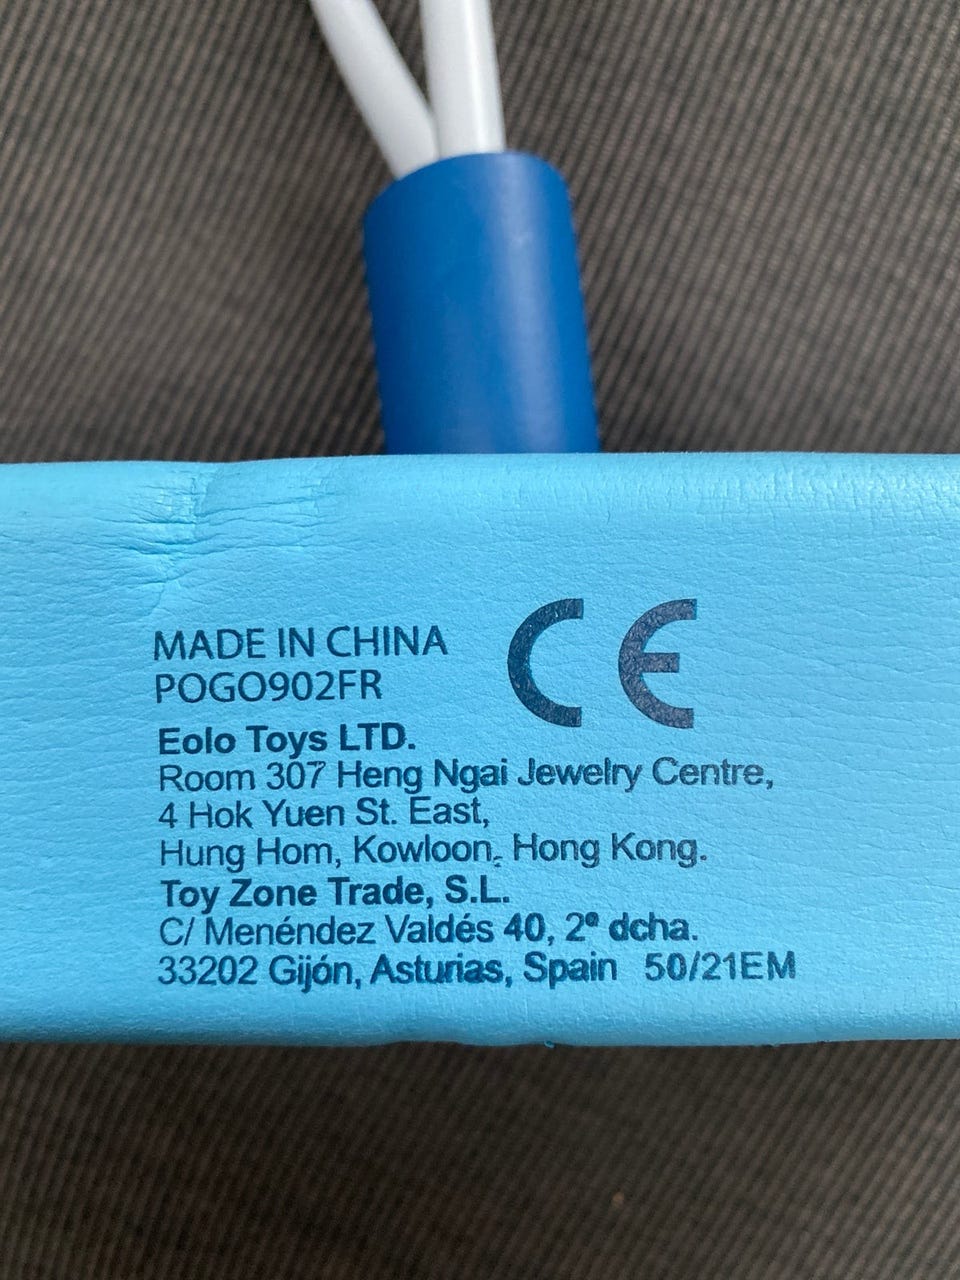 MADE IN CHINA
POGO902FR
CE
Eolo Toys LTD.
Room 307 Heng Ngai Jewelry Centre,
4 Hok Yuen St. East,
Hung Hom, Kowloon, Hong Kong.
Toy Zone Trade, S.L.
C/ Menéndez Valdés 40, 2º dcha.
33202 Gijón, Asturias, Spain 50/21EM